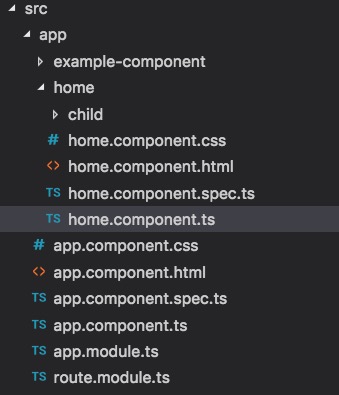 src
app
example-component
home
child
# home.component.css
<> home.component.html
TS home.component.spec.ts
TS home.component.ts
# app.component.css
<> app.component.html
TS app.component.spec.ts
TS app.component.ts
TS app.module.ts
TS route.module.ts